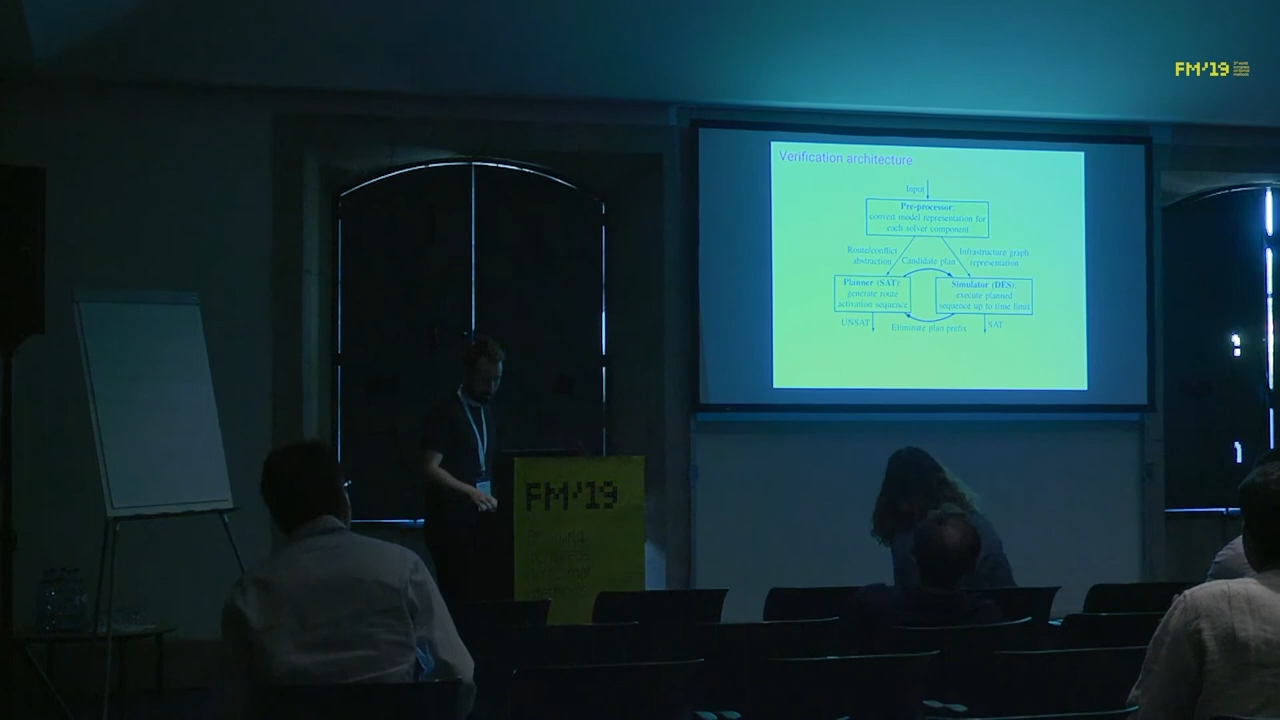 FM'19
Verification architecture
Input
Pre-processor:
convert model representation for
each solver component
Route/conflict
abstraction
Candidate plan
Infrastructure graph
representation
Planner (SAT):
generate route
activation sequence
Simulator (DES):
execute planned
sequence up to time limit
UNSAT
Eliminate plan prefix
SAT
FM'19